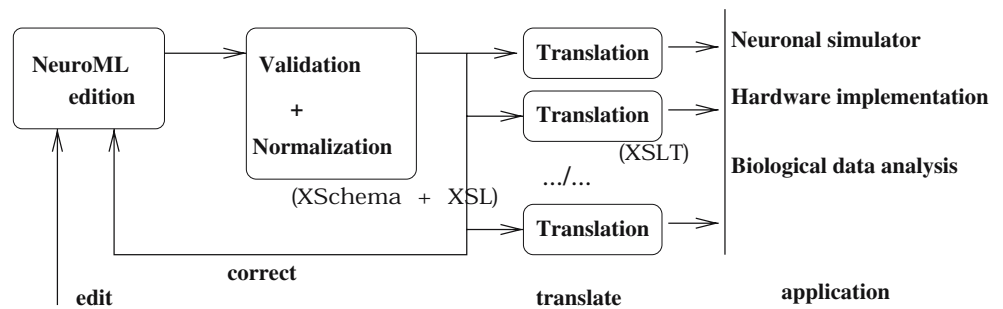 NeuroML
edition
Validation
+
Normalization
(XSchema + XSL)
Translation
Translation
(XSLT)
.../...
Translation
Neuronal simulator
Hardware implementation
Biological data analysis
correct
edit
translate
application